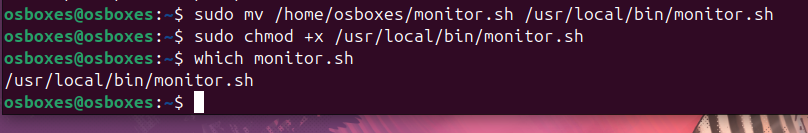 osboxes@osboxes:~$ sudo mv /home/osboxes/monitor.sh /usr/local/bin/monitor.sh
osboxes@osboxes:~$ sudo chmod +x /usr/local/bin/monitor.sh
osboxes@osboxes:~$ which monitor.sh
/usr/local/bin/monitor.sh
osboxes@osboxes:~$